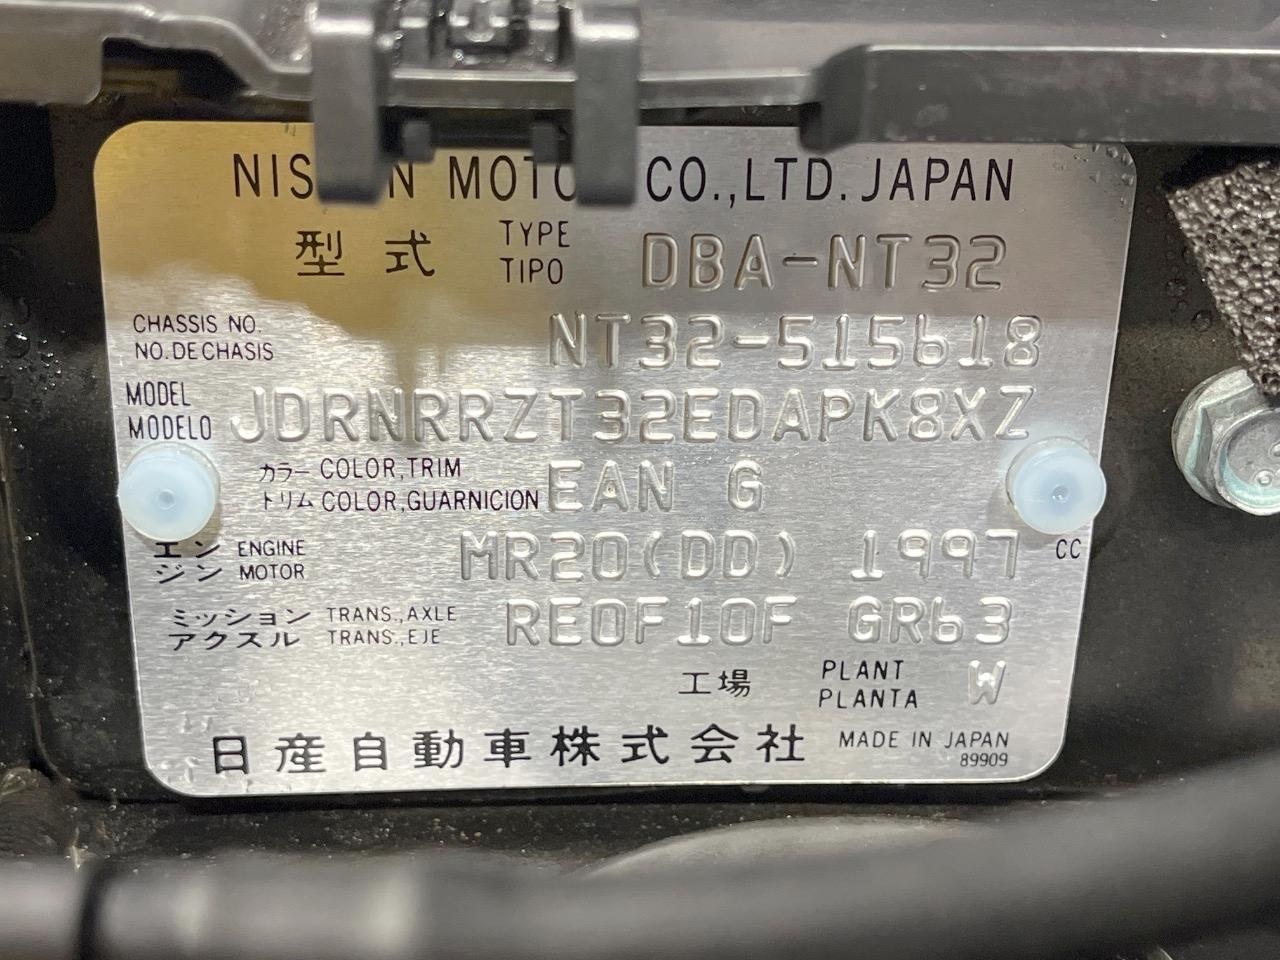 NISSAN MOTOR CO.,LTD. JAPAN
型式 TYPE TIPO DBA-NT32
CHASSIS NO. NO. DE CHASIS NT32-515618
MODEL MODELO JDRNRRZT32EDAPK8XZ
カラー COLOR,TRIM
トリム COLOR,GUARNICION EAN G
エン ENGINE
ジン MOTOR MR20(DD) 1997 CC
ミッション TRANS.,AXLE
アクスル TRANS.,EJE RE0F10F GR63
工場 PLANT PLANTA W
日産自動車株式会社 MADE IN JAPAN
89909